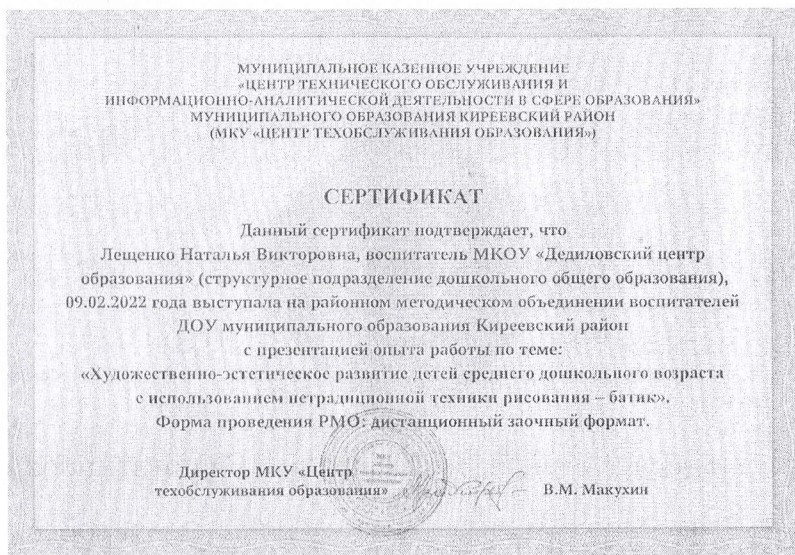 МУНИЦИПАЛЬНОЕ КАЗЕННОЕ УЧРЕЖДЕНИЕ
«ЦЕНТР ТЕХНИЧЕСКОГО ОБСЛУЖИВАНИЯ И
ИНФОРМАЦИОННО-АНАЛИТИЧЕСКОЙ ДЕЯТЕЛЬНОСТИ В СФЕРЕ ОБРАЗОВАНИЯ»
МУНИЦИПАЛЬНОГО ОБРАЗОВАНИЯ КИРЕЕВСКИЙ РАЙОН
(МКУ «ЦЕНТР ТЕХОБСЛУЖИВАНИЯ ОБРАЗОВАНИЯ»)
СЕРТИФИКАТ
Данный сертификат подтверждает, что
Лещенко Наталья Викторовна, воспитатель МКОУ «Дедиловский центр
образования» (структурное подразделение дошкольного общего образования),
09.02.2022 года выступала на районном методическом объединении воспитателей
ДОУ муниципального образования Киреевский район
с презентацией опыта работы по теме:
«Художественно-эстетическое развитие детей среднего дошкольного возраста
с использованием нетрадиционной техники рисования – батик».
Форма проведения РМО: дистанционный заочный формат.
Директор МКУ «Центр
техобслуживания образования» В.М. Макухин